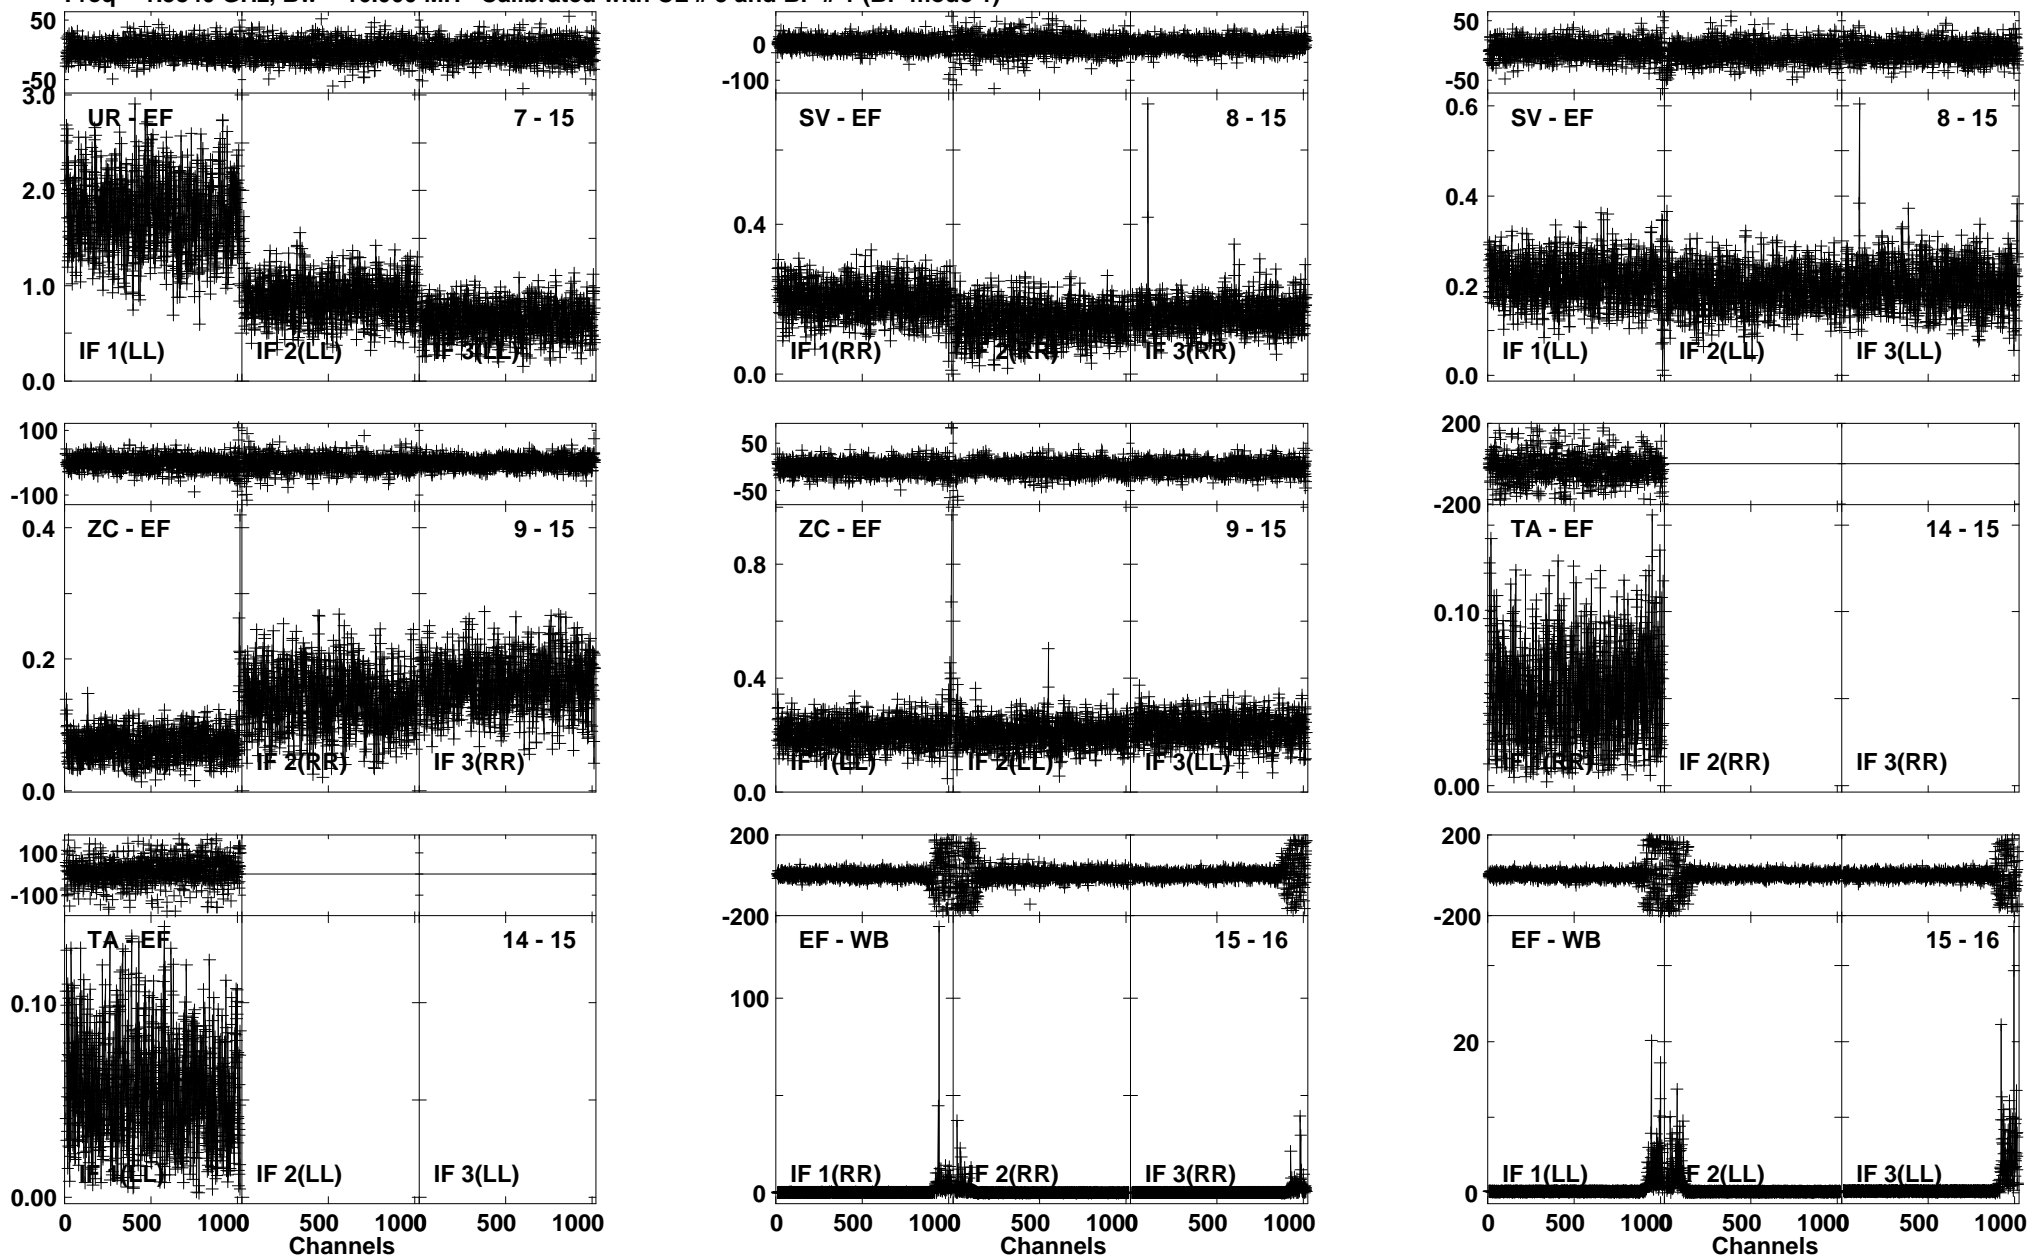 50
-50
3.0
2.0
1.0
0.0
UR - EF
7 - 15
IF 1(LL)
IF 2(LL)
IF 3(LL)
0
-100
0.4
0.0
SV - EF
8 - 15
IF 1(RR)
IF 2(RR)
IF 3(RR)
50
-50
0.6
0.4
0.2
0.0
SV - EF
8 - 15
IF 1(LL)
IF 2(LL)
IF 3(LL)
100
-100
0.4
0.2
0.0
ZC - EF
9 - 15
IF 2(RR)
IF 3(RR)
50
-50
0.8
0.4
0.0
ZC - EF
9 - 15
IF 1(LL)
IF 2(LL)
IF 3(LL)
200
-200
0.10
0.00
TA - EF
14 - 15
IF 1(RR)
IF 2(RR)
IF 3(RR)
100
-100
0.10
0.00
TA - EF
14 - 15
IF 1(LL)
IF 2(LL)
IF 3(LL)
0 500 1000 500 1000 500 1000
Channels
200
-200
100
0
EF - WB
15 - 16
IF 1(RR)
IF 2(RR)
IF 3(RR)
0 500 1000 500 1000 500 1000
Channels
200
-200
20
0
EF - WB
15 - 16
IF 1(LL)
IF 2(LL)
IF 3(LL)
0 500 1000 500 1000 500 1000
Channels